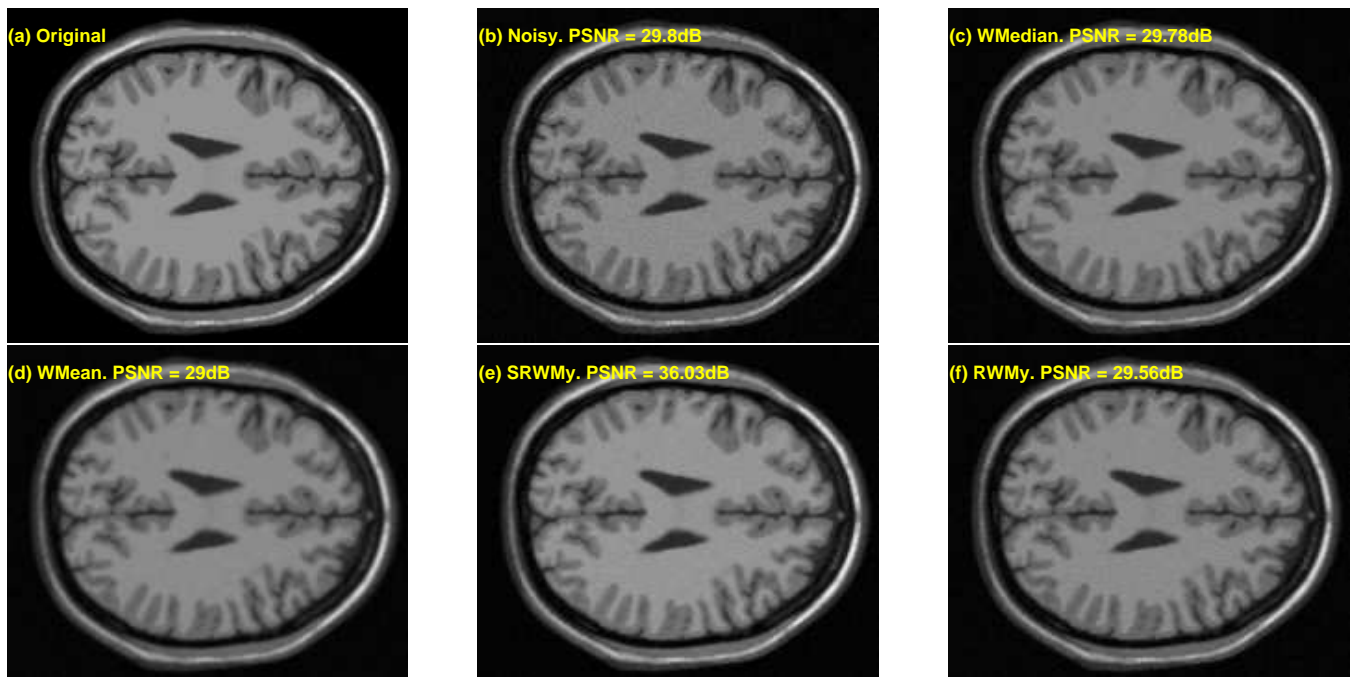 (a) Original
(b) Noisy. PSNR = 29.8dB
(c) WMedian. PSNR = 29.78dB
(d) WMean. PSNR = 29dB
(e) SRWMy. PSNR = 36.03dB
(f) RWMy. PSNR = 29.56dB